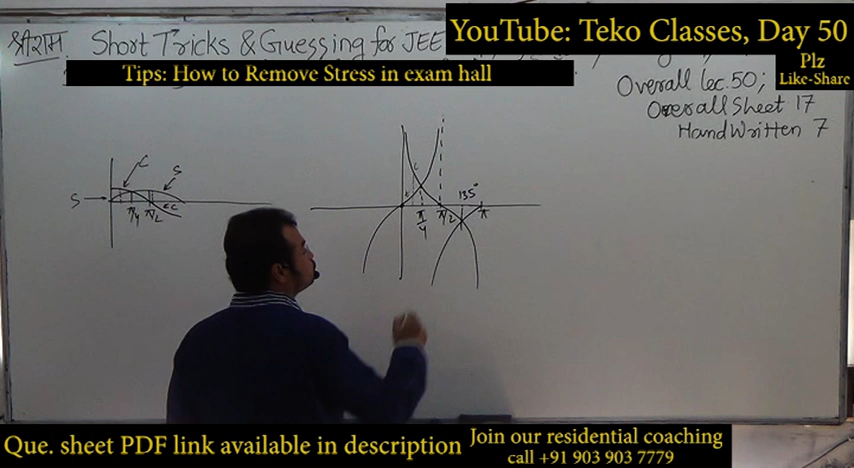 श्रीराम. Short Tricks & Guessing for JEE
YouTube: Teko Classes, Day 50
Plz
Like-Share
Tips: How to Remove Stress in exam hall
Overall Lec. 50;
Overall Sheet 17
HandWritten 7
C
S
S
π/4
π/2
C
135°
π/4
π/2
π
Que. sheet PDF link available in description
Join our residential coaching
call +91 903 903 7779